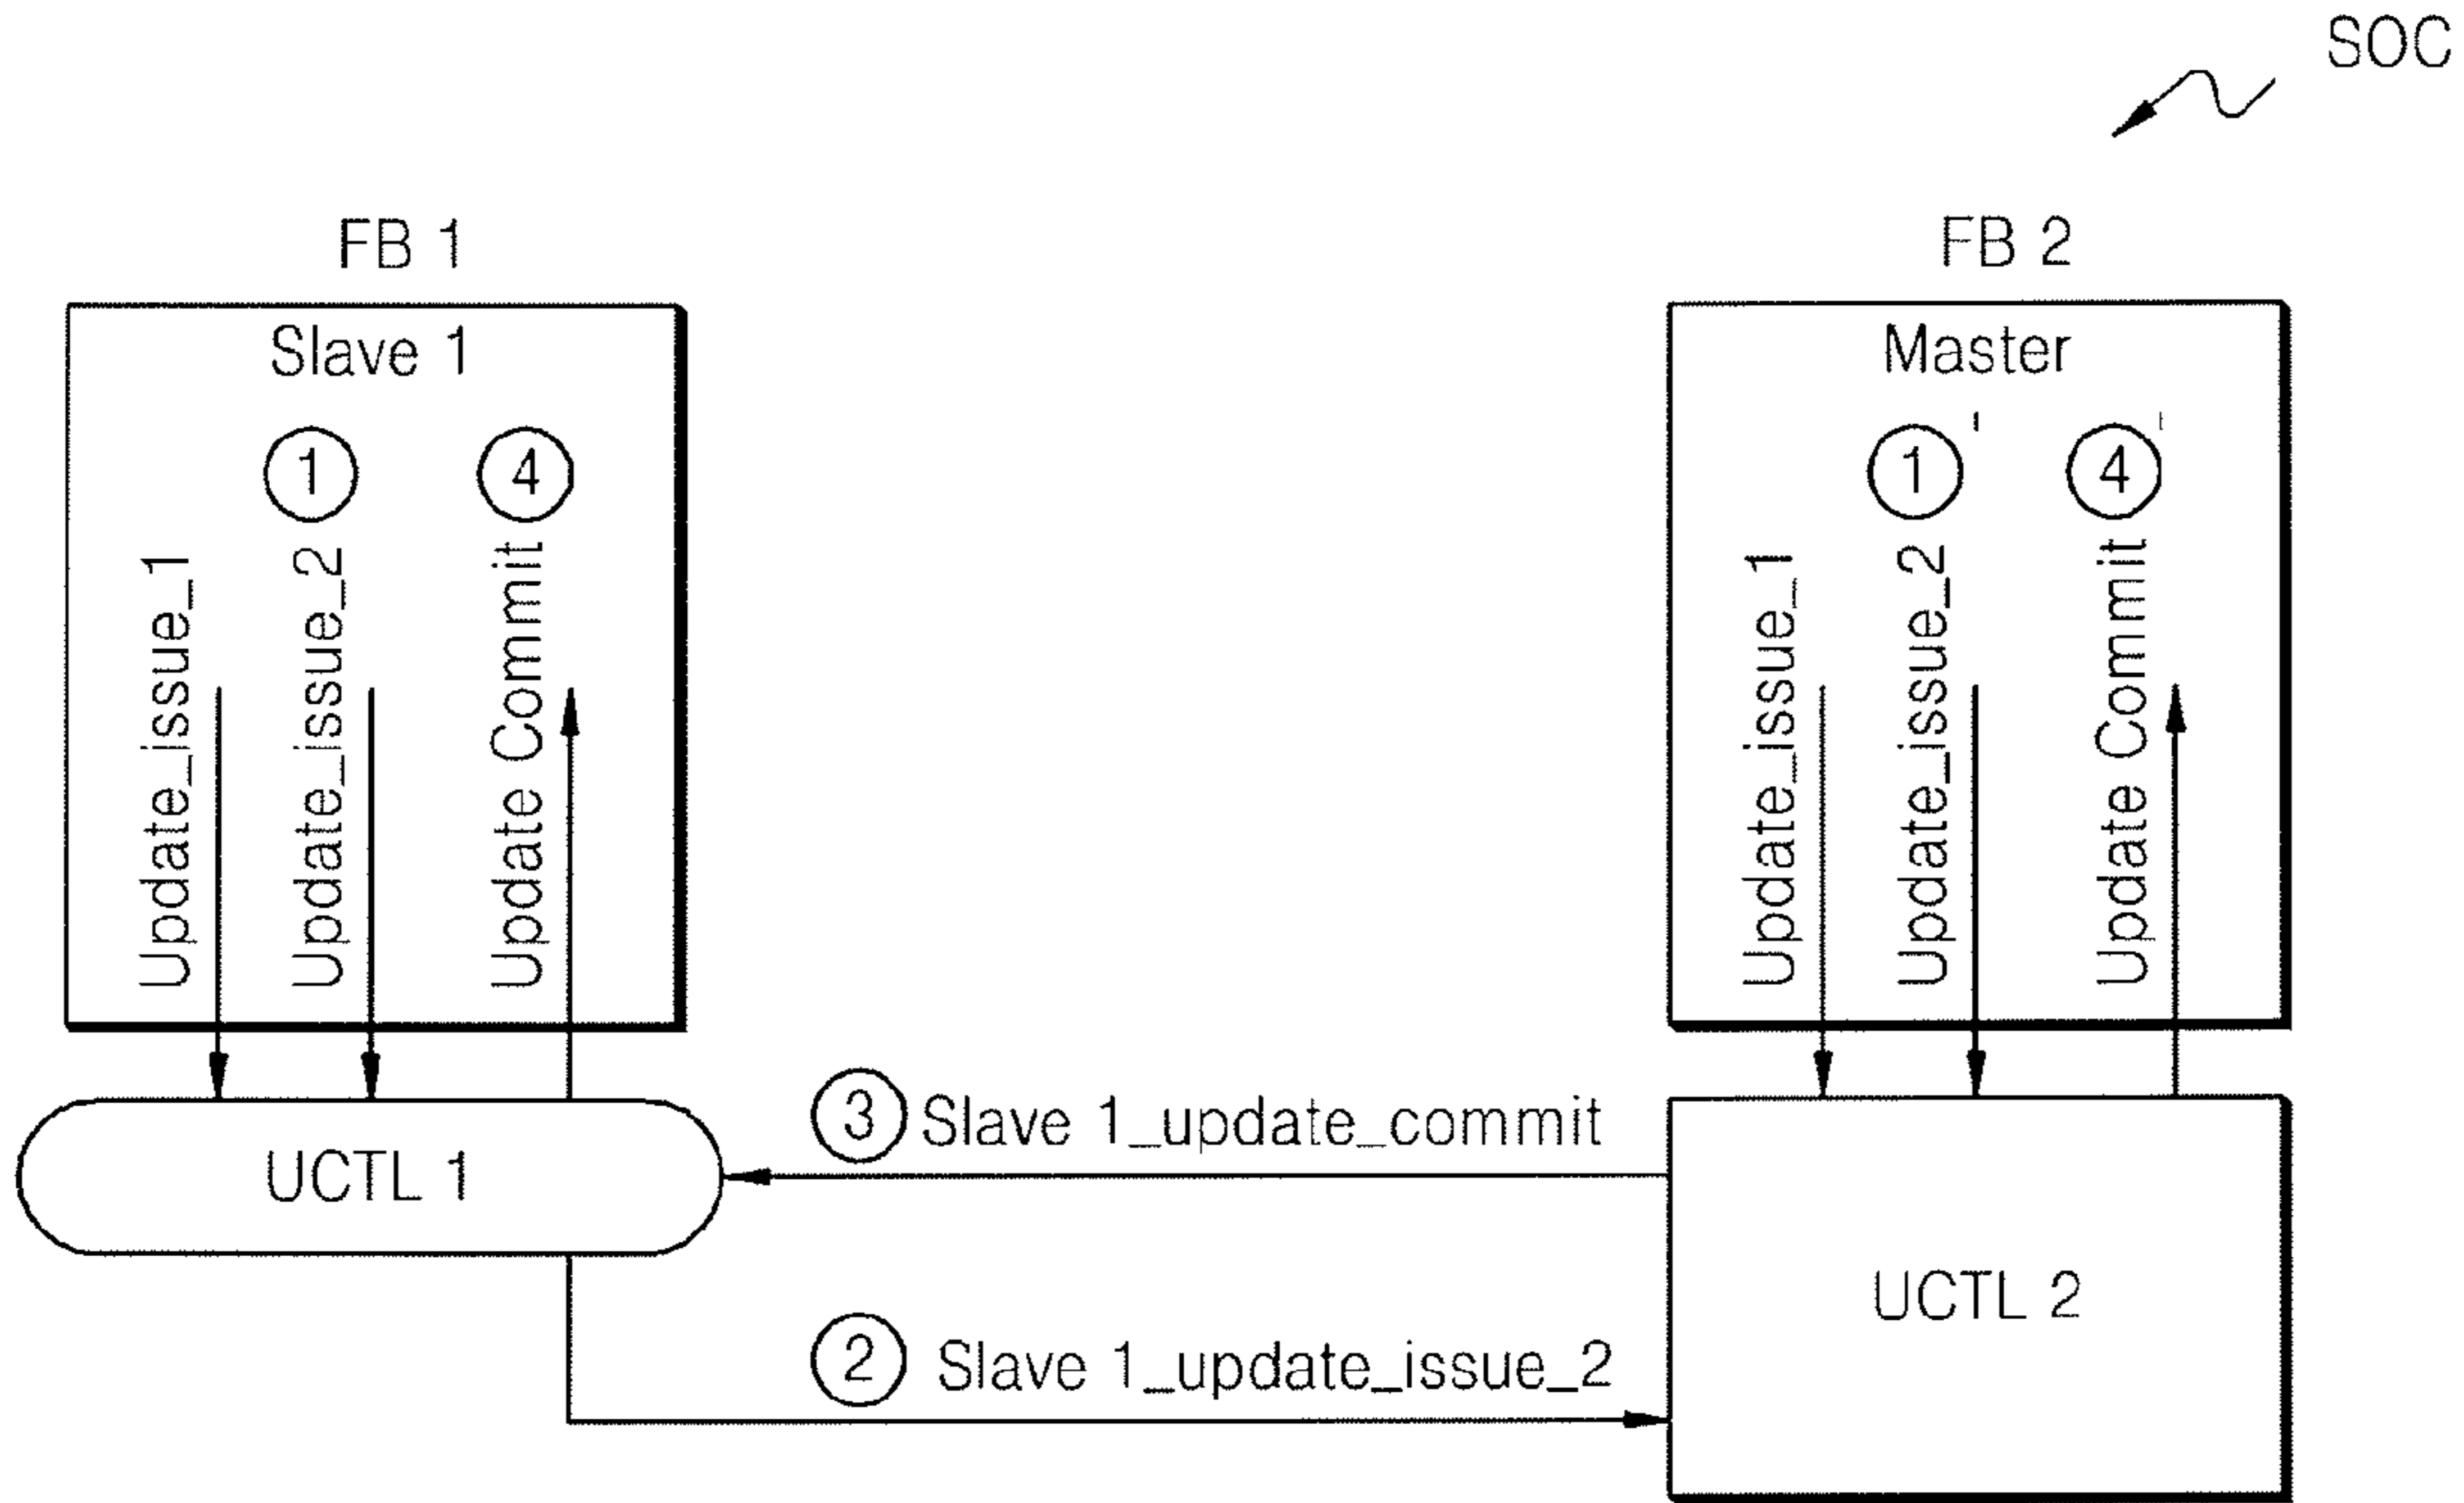 SOC
FB 1
FB 2
Slave 1
Master
1
4
1
4
Update_issue_1
Update_issue_2
Update Commit
Update_issue_1
Update_issue_2
Update Commit
3 Slave 1_update_commit
UCTL 1
UCTL 2
2 Slave 1_update_issue_2